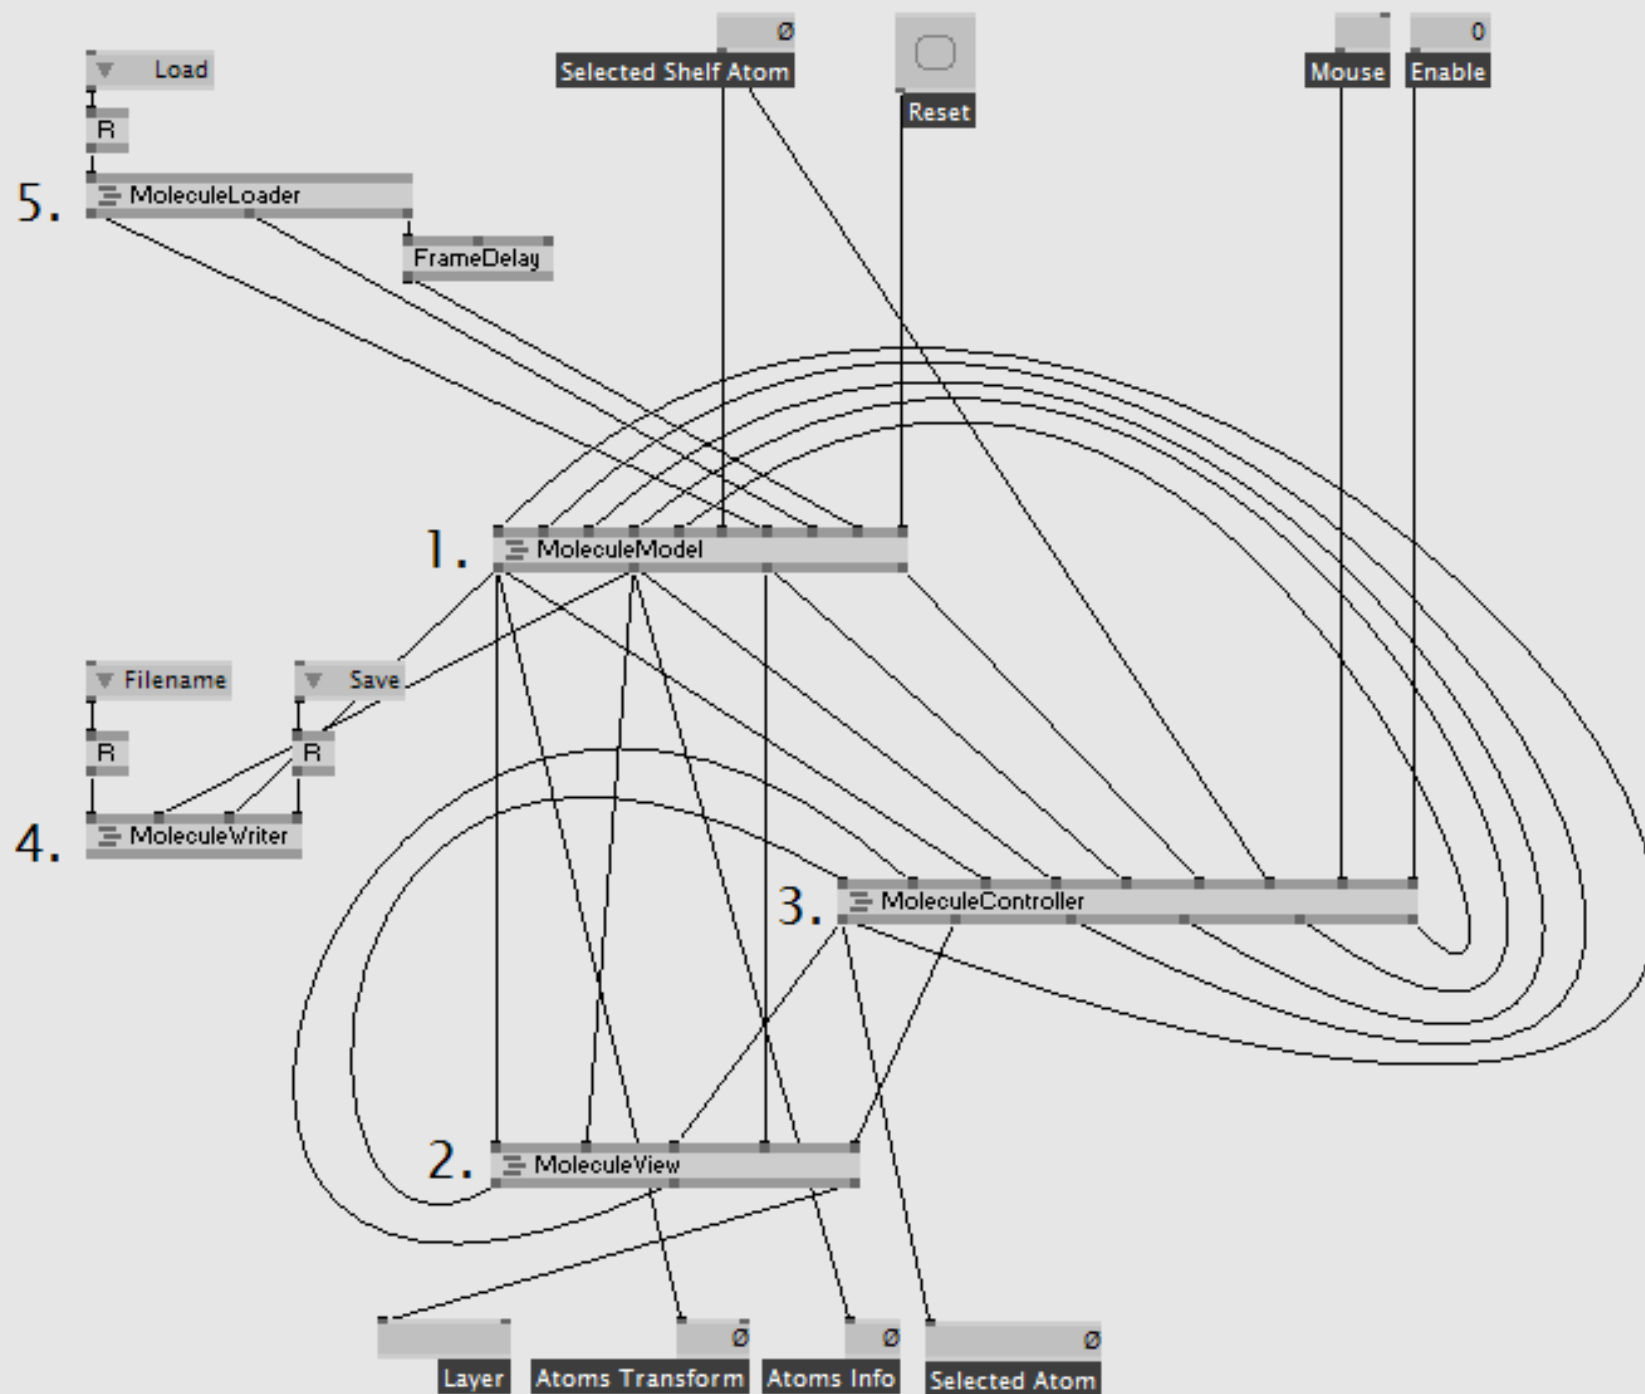 Ø
0
Load
Selected Shelf Atom
Mouse
Enable
Reset
R
5.
MoleculeLoader
FrameDelay
1.
MoleculeModel
Filename
Save
R
R
4.
MoleculeWriter
3.
MoleculeController
2.
MoleculeView
Ø
Ø
Ø
Layer
Atoms Transform
Atoms Info
Selected Atom